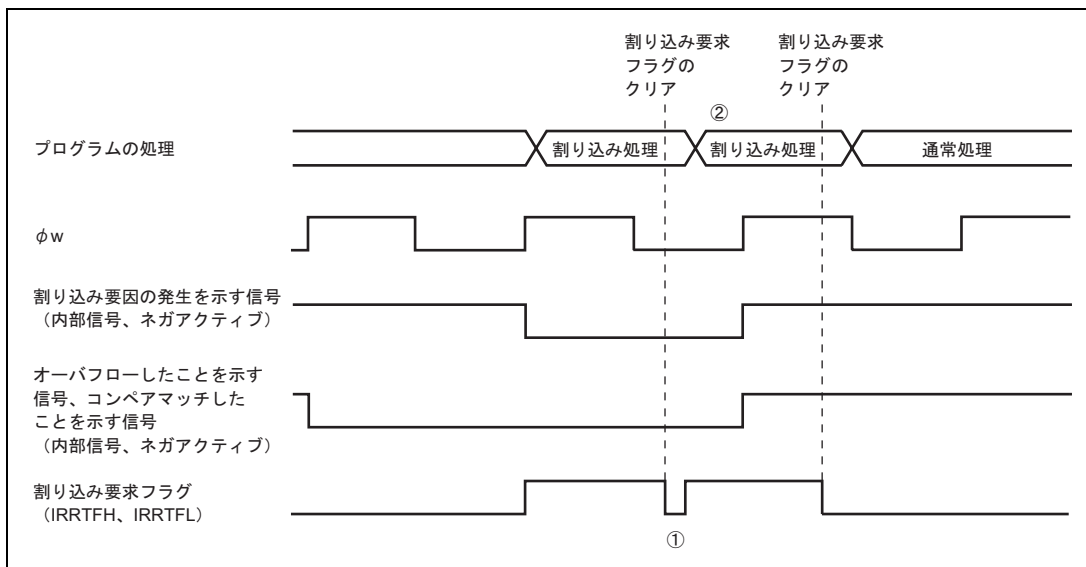 割り込み要求
フラグの
クリア
割り込み要求
フラグの
クリア
②
プログラムの処理
割り込み処理
割り込み処理
通常処理
φw
割り込み要因の発生を示す信号
（内部信号、ネガアクティブ）
オーバフローしたことを示す
信号、コンペアマッチした
ことを示す信号
（内部信号、ネガアクティブ）
割り込み要求フラグ
（IRRTFH、IRRTFL）
①